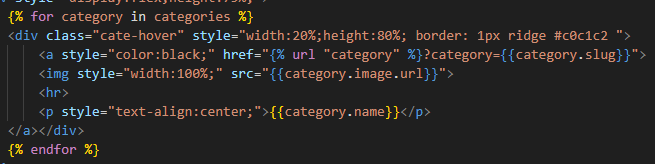 {% for category in categories %}
<div class="cate-hover" style="width:20%;height:80%; border: 1px ridge #c0c1c2 ">
<a style="color:black;" href="{% url "category" %}?category={{category.slug}}">
<img style="width:100%;" src="{{category.image.url}}">
<hr>
<p style="text-align:center;">{{category.name}}</p>
</a></div>
{% endfor %}